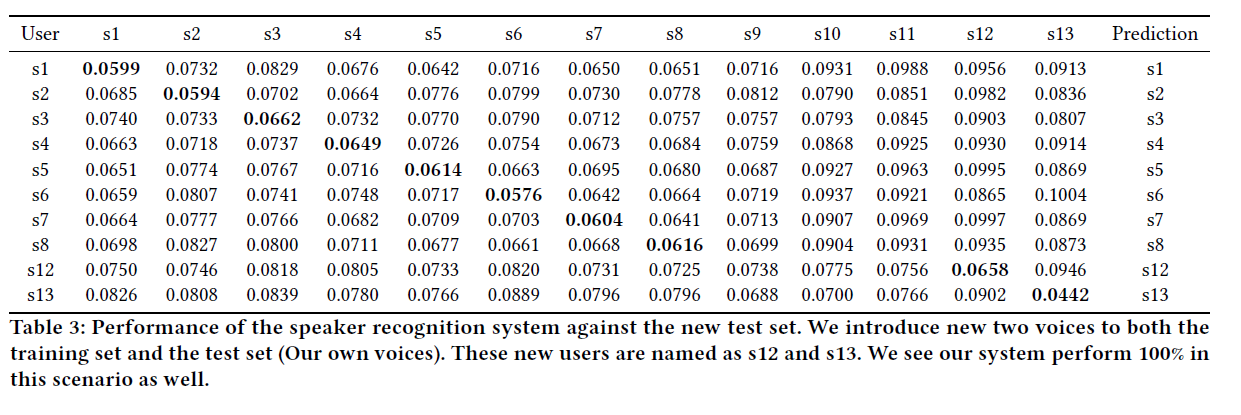 User s1 s2 s3 s4 s5 s6 s7 s8 s9 s10 s11 s12 s13 Prediction
s1 0.0599 0.0732 0.0829 0.0676 0.0642 0.0716 0.0650 0.0651 0.0716 0.0931 0.0988 0.0956 0.0913 s1
s2 0.0685 0.0594 0.0702 0.0664 0.0776 0.0799 0.0730 0.0778 0.0812 0.0790 0.0851 0.0982 0.0836 s2
s3 0.0740 0.0733 0.0662 0.0732 0.0770 0.0790 0.0712 0.0757 0.0757 0.0793 0.0845 0.0903 0.0807 s3
s4 0.0663 0.0718 0.0737 0.0649 0.0726 0.0754 0.0673 0.0684 0.0759 0.0868 0.0925 0.0930 0.0914 s4
s5 0.0651 0.0774 0.0767 0.0716 0.0614 0.0663 0.0695 0.0680 0.0687 0.0927 0.0963 0.0995 0.0869 s5
s6 0.0659 0.0807 0.0741 0.0748 0.0717 0.0576 0.0642 0.0664 0.0719 0.0937 0.0921 0.0865 0.1004 s6
s7 0.0664 0.0777 0.0766 0.0682 0.0709 0.0703 0.0604 0.0641 0.0713 0.0907 0.0969 0.0997 0.0869 s7
s8 0.0698 0.0827 0.0800 0.0711 0.0677 0.0661 0.0668 0.0616 0.0699 0.0904 0.0931 0.0935 0.0873 s8
s12 0.0750 0.0746 0.0818 0.0805 0.0733 0.0820 0.0731 0.0725 0.0738 0.0775 0.0756 0.0658 0.0946 s12
s13 0.0826 0.0808 0.0839 0.0780 0.0766 0.0889 0.0796 0.0796 0.0688 0.0700 0.0766 0.0902 0.0442 s13
Table 3: Performance of the speaker recognition system against the new test set. We introduce new two voices to both the
training set and the test set (Our own voices). These new users are named as s12 and s13. We see our system perform 100% in
this scenario as well.